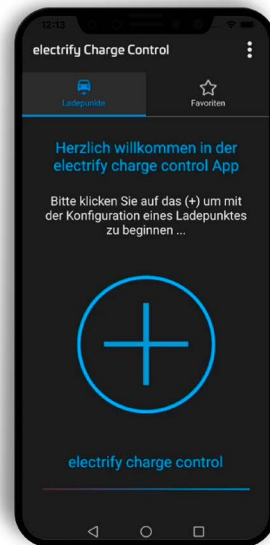 12:13
electrify Charge Control
Ladepunkte
Favoriten
Herzlich willkommen in der
electrify charge control App
Bitte klicken Sie auf das (+) um mit
der Konfiguration eines Ladepunktes
zu beginnen ...
electrify charge control